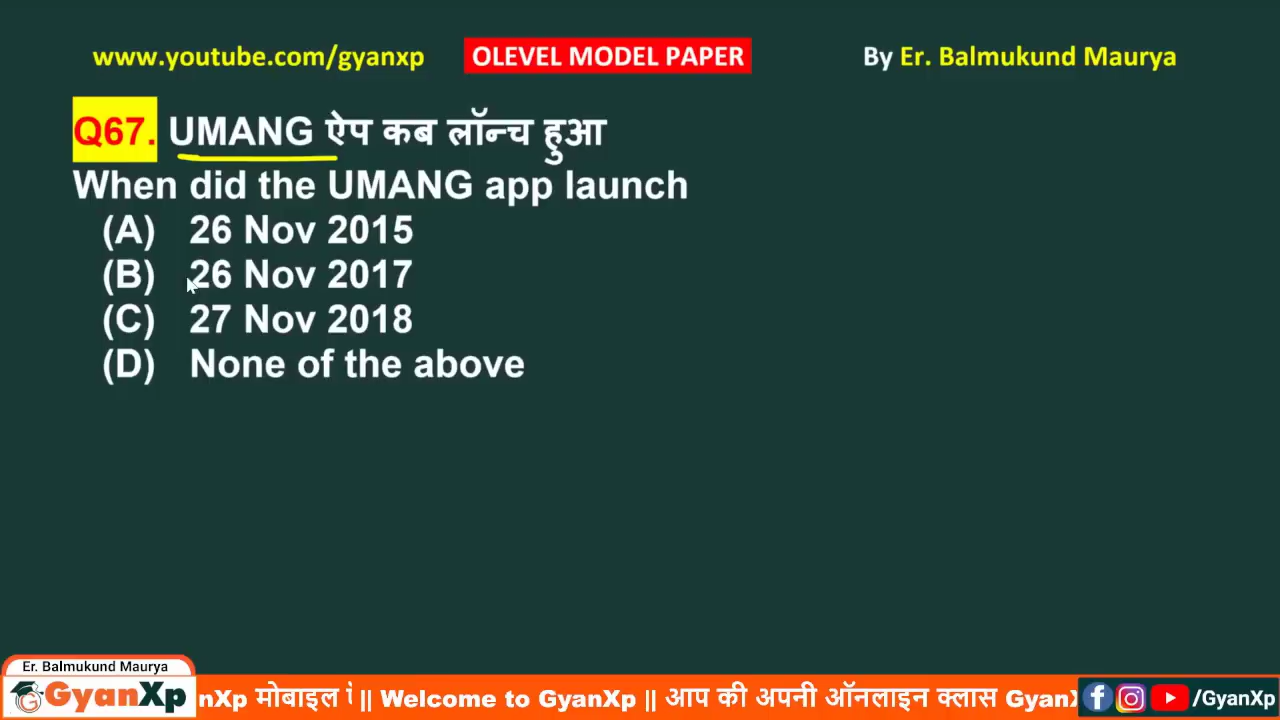 www.youtube.com/gyanxp OLEVEL MODEL PAPER By Er. Balmukund Maurya
Q67. UMANG ऐप कब लॉन्च हुआ
When did the UMANG app launch
(A) 26 Nov 2015
(B) 26 Nov 2017
(C) 27 Nov 2018
(D) None of the above
Er. Balmukund Maurya
GyanXp nXp मोबाइल || Welcome to GyanXp || आप की अपनी ऑनलाइन क्लास Gyan /GyanXp